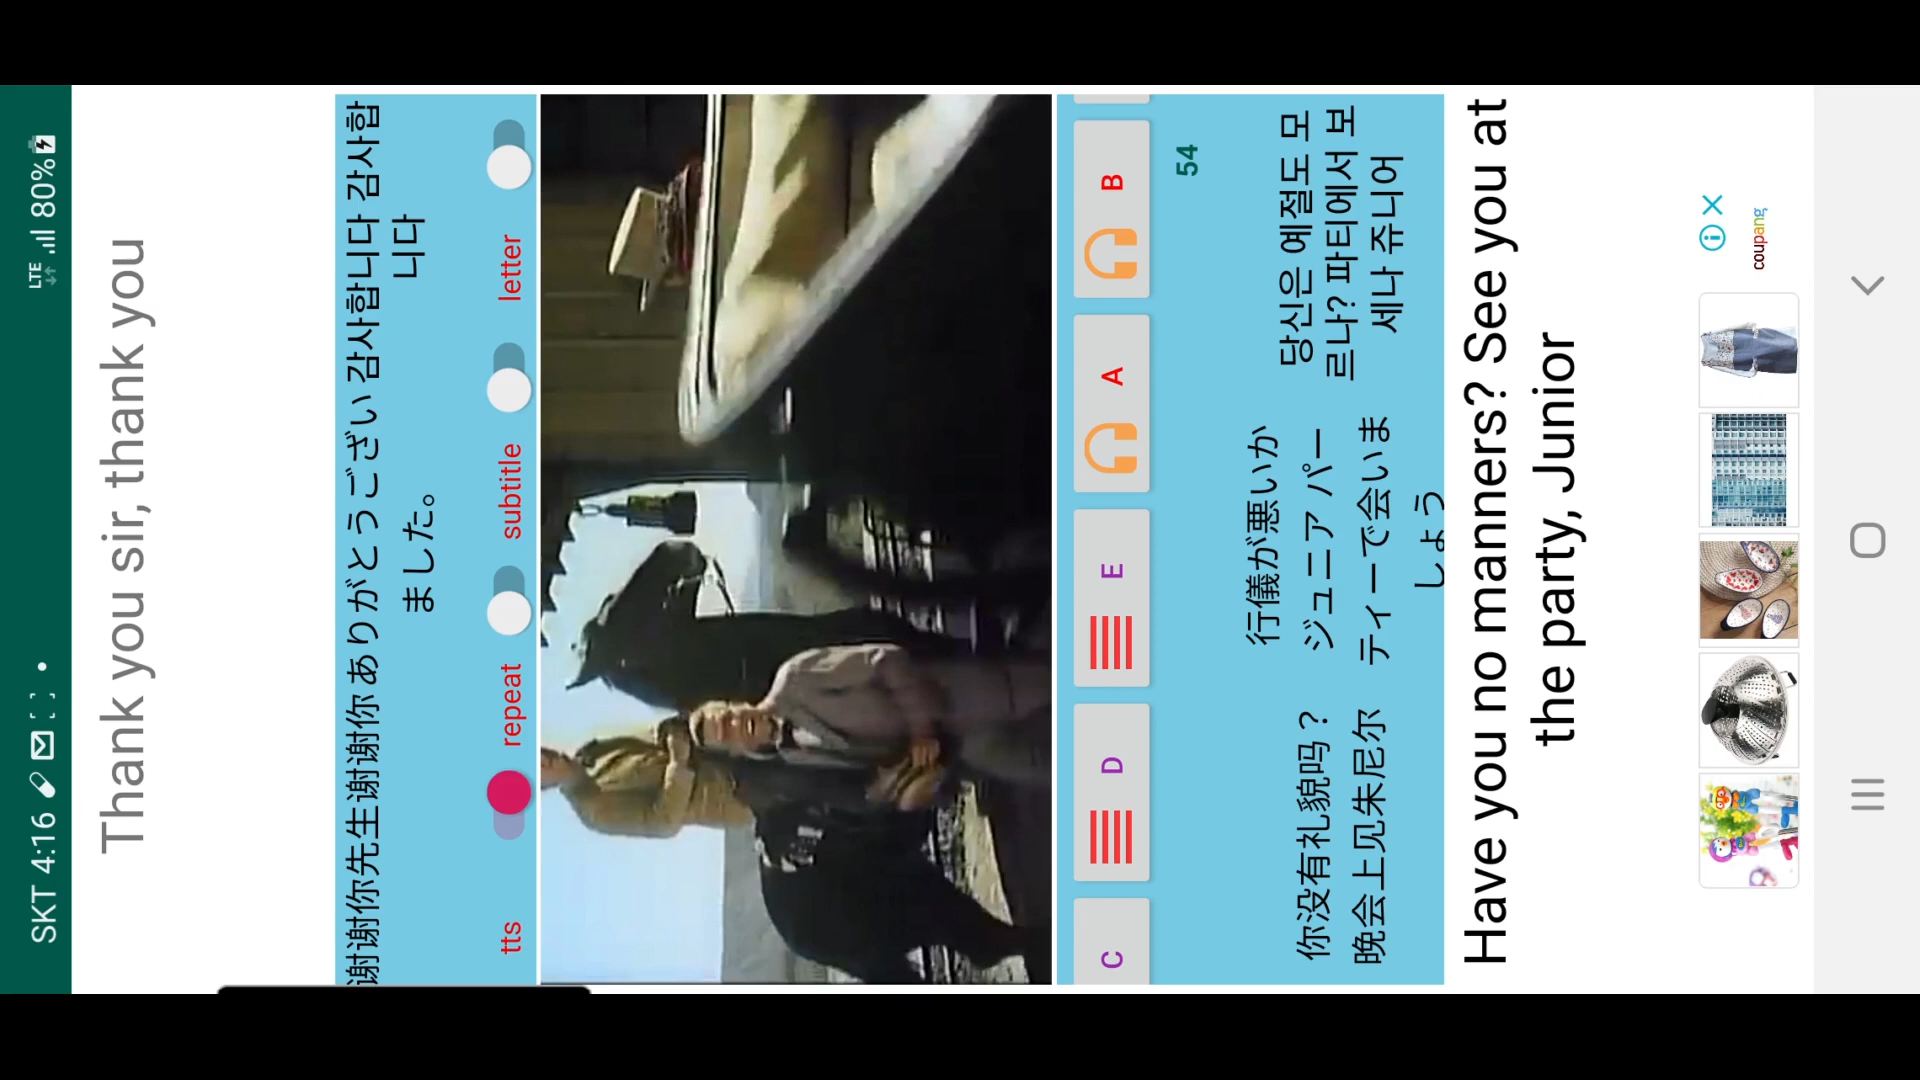 SKT 4:16
LTE 80%
Thank you sir, thank you
谢谢你先生谢谢你ありがとうござい 감사합니다 감사합
ました。
니다
tts repeat subtitle letter
C D E A B
54
你没有礼貌吗？
晚会上见朱尼尔
行儀が悪いか
ジュニア パー
ティーで会いま
しょう
당신은 예절도 모
르나? 파티에서 보
세나 쥬니어
Have you no manners? See you at
the party, Junior
coupang